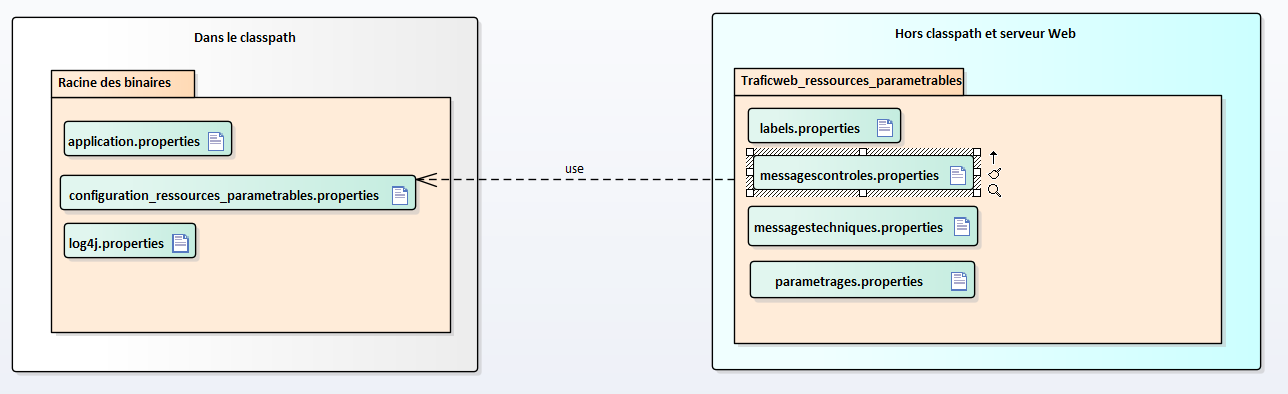 Dans le classpath
Racine des binaires
application.properties
configuration_ressources_parametrables.properties
log4j.properties
use
Hors classpath et serveur Web
Traficweb_ressources_parametrables
labels.properties
messagescontroles.properties
messagestechniques.properties
parametrages.properties